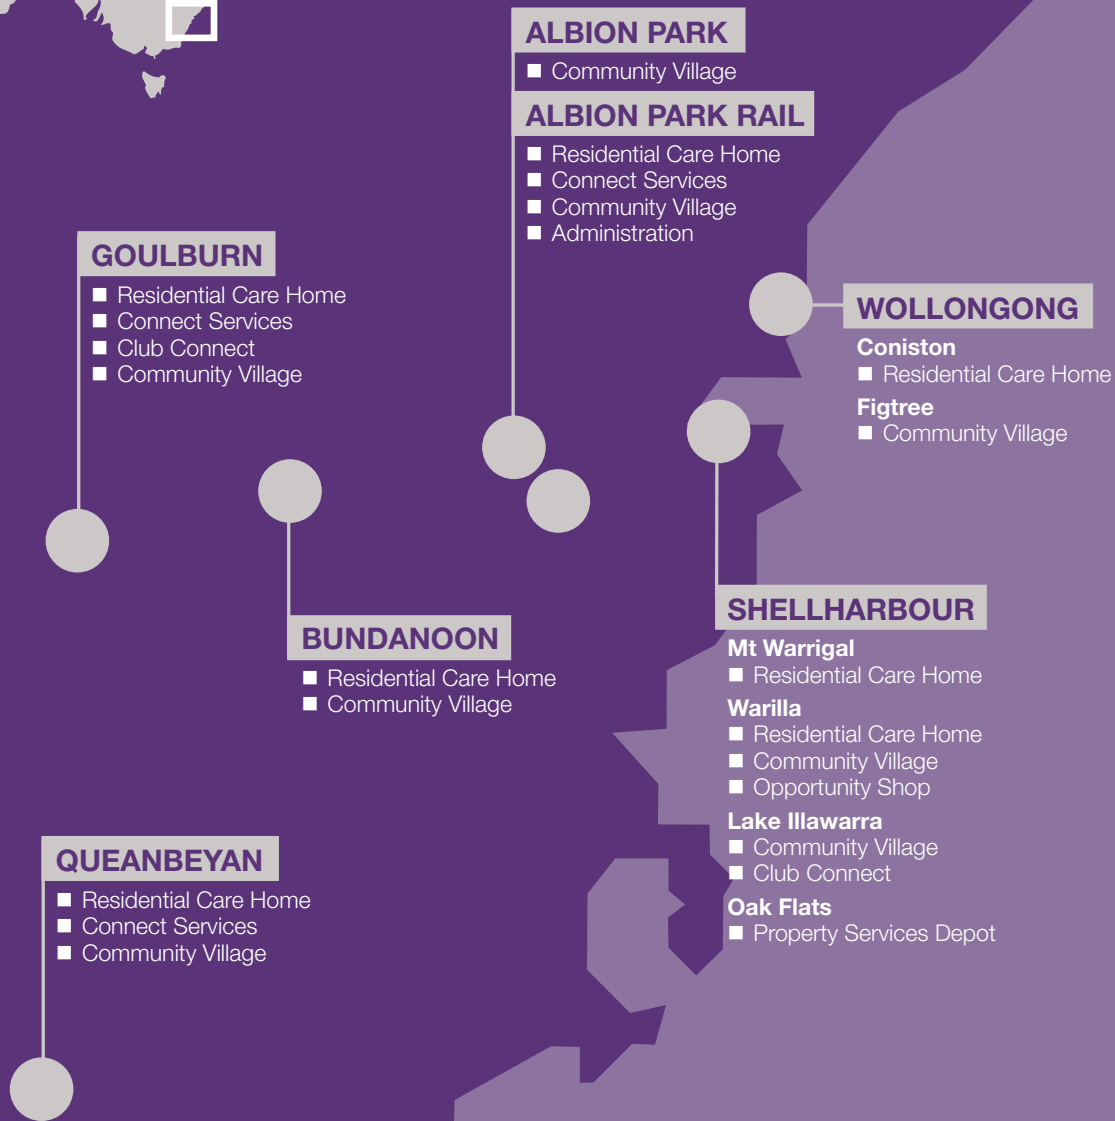 ALBION PARK
■ Community Village
ALBION PARK RAIL
■ Residential Care Home
■ Connect Services
■ Community Village
■ Administration
GOULBURN
■ Residential Care Home
■ Connect Services
■ Club Connect
■ Community Village
WOLLONGONG
Coniston
■ Residential Care Home
Figtree
■ Community Village
BUNDANOON
■ Residential Care Home
■ Community Village
SHELLHARBOUR
Mt Warrigal
■ Residential Care Home
Warilla
■ Residential Care Home
■ Community Village
■ Opportunity Shop
Lake Illawarra
■ Community Village
■ Club Connect
Oak Flats
■ Property Services Depot
QUEANBEYAN
■ Residential Care Home
■ Connect Services
■ Community Village